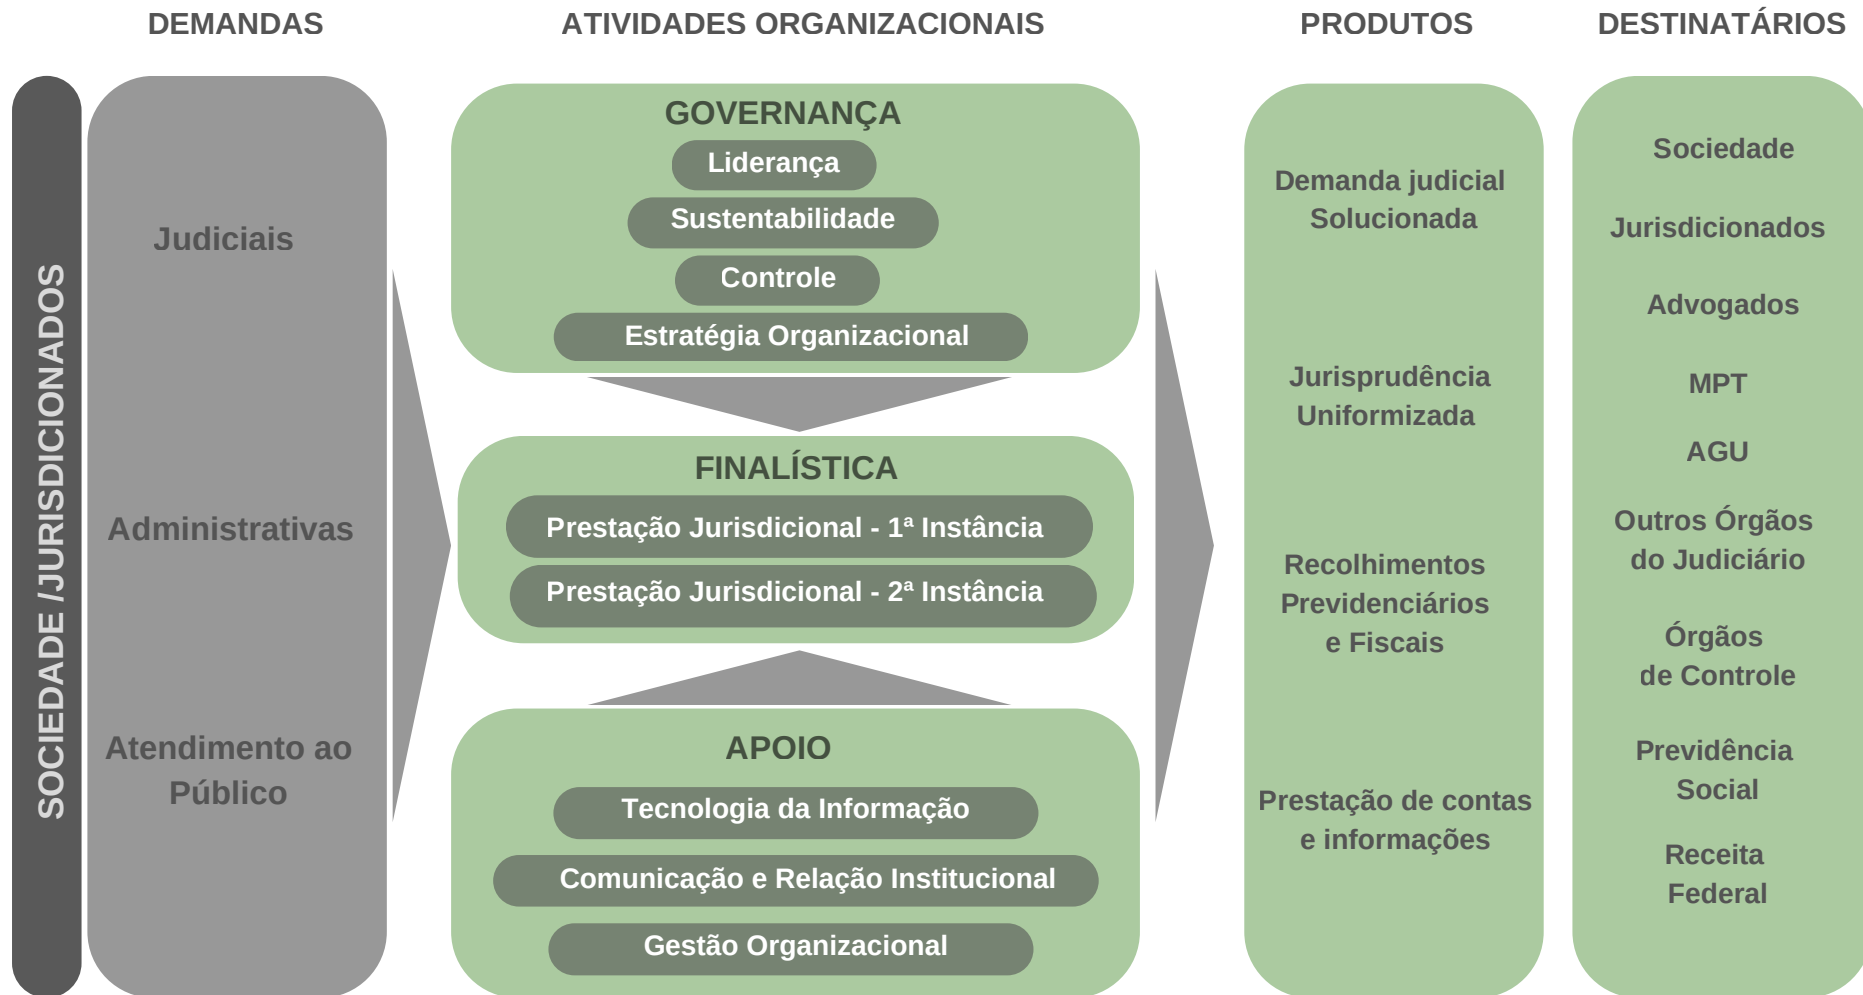 DEMANDAS
ATIVIDADES ORGANIZACIONAIS
PRODUTOS
DESTINATÁRIOS
SOCIEDADE /JURISDICIONADOS
Judiciais
Administrativas
Atendimento ao
Público
GOVERNANÇA
Liderança
Sustentabilidade
Controle
Estratégia Organizacional
FINALÍSTICA
Prestação Jurisdicional - 1ª Instância
Prestação Jurisdicional - 2ª Instância
APOIO
Tecnologia da Informação
Comunicação e Relação Institucional
Gestão Organizacional
Demanda judicial
Solucionada
Jurisprudência
Uniformizada
Recolhimentos
Previdenciários
e Fiscais
Prestação de contas
e informações
Sociedade
Jurisdicionados
Advogados
MPT
AGU
Outros Órgãos
do Judiciário
Órgãos
de Controle
Previdência
Social
Receita
Federal